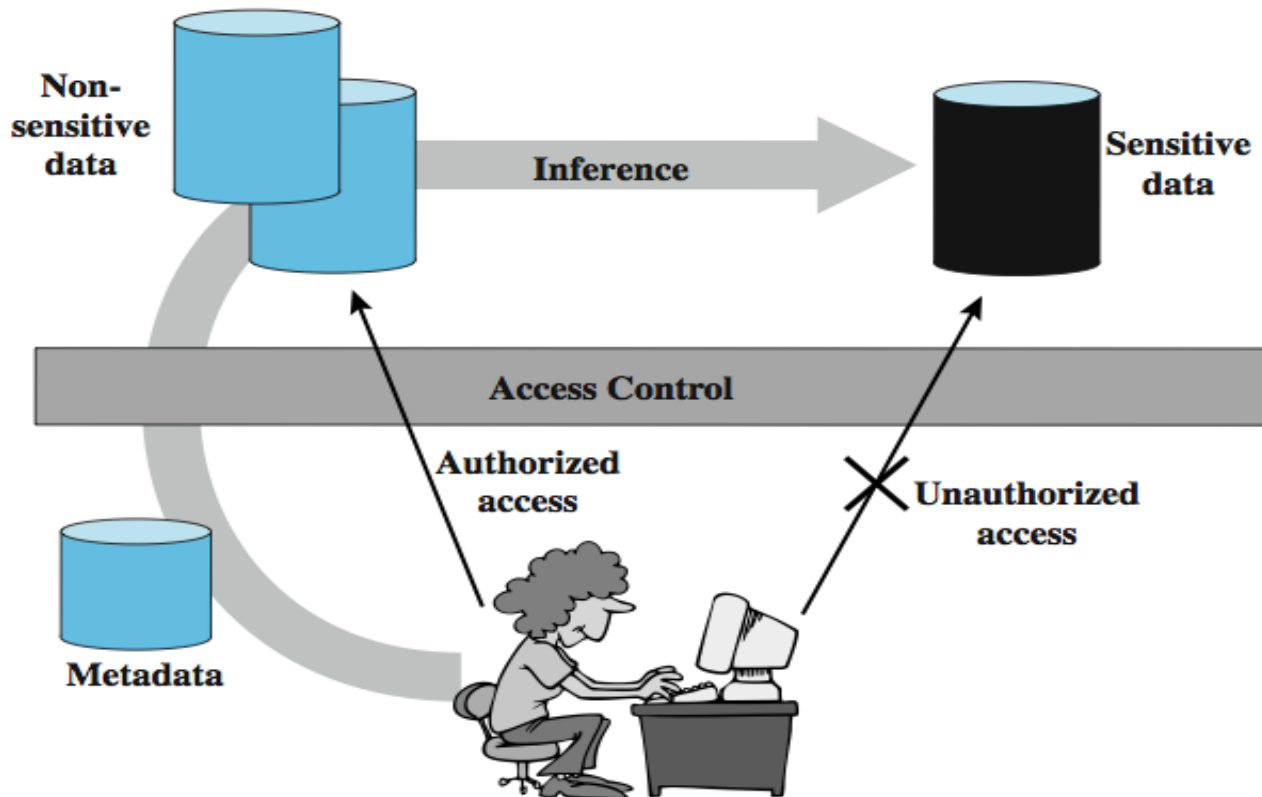 Non-
sensitive
data
Inference
Sensitive
data
Access Control
Authorized
access
Unauthorized
access
Metadata